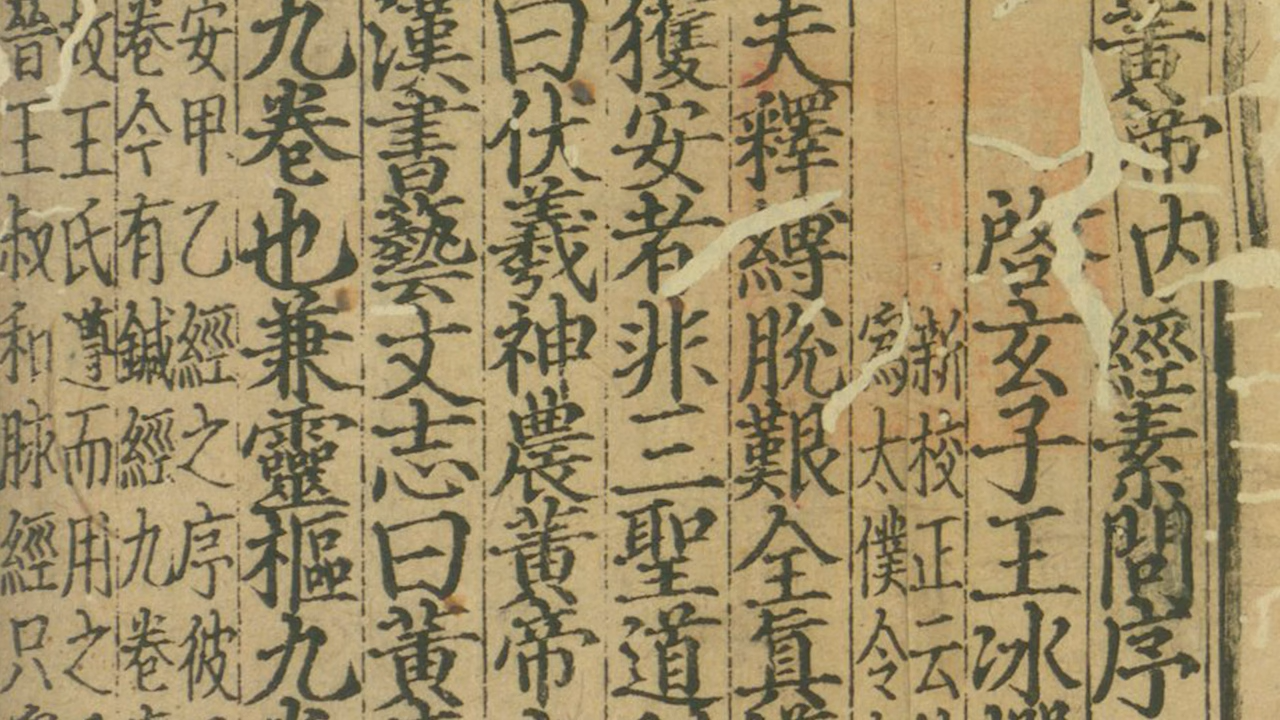 黃帝内經素問序
啓玄子王冰
新校正云
寫太僕令
夫釋縛脫艱全真
獲安者非三聖道
曰伏羲神農黃帝
漢書藝文志曰黃
九卷也兼靈樞九
安甲乙經之序彼
卷今有鍼經九卷
故王氏遵而用之
晉王叔和脉經只